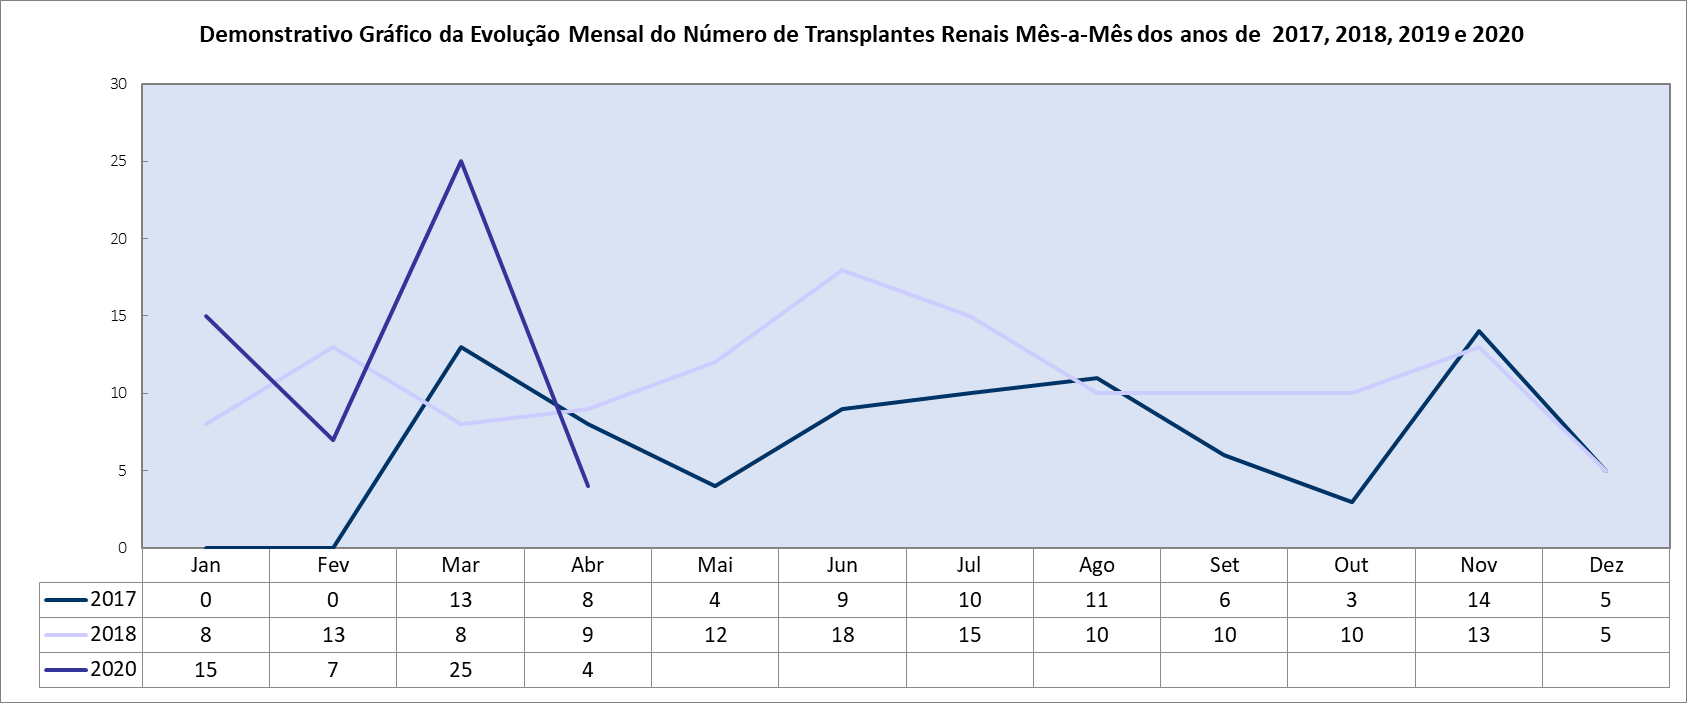 Demonstrativo Gráfico da Evolução Mensal do Número de Transplantes Renais Mês-a-Mês dos anos de 2017, 2018, 2019 e 2020
30
25
20
15
10
5
0
Jan Fev Mar Abr Mai Jun Jul Ago Set Out Nov Dez
2017 0 0 13 8 4 9 10 11 6 3 14 5
2018 8 13 8 9 12 18 15 10 10 10 13 5
2020 15 7 25 4